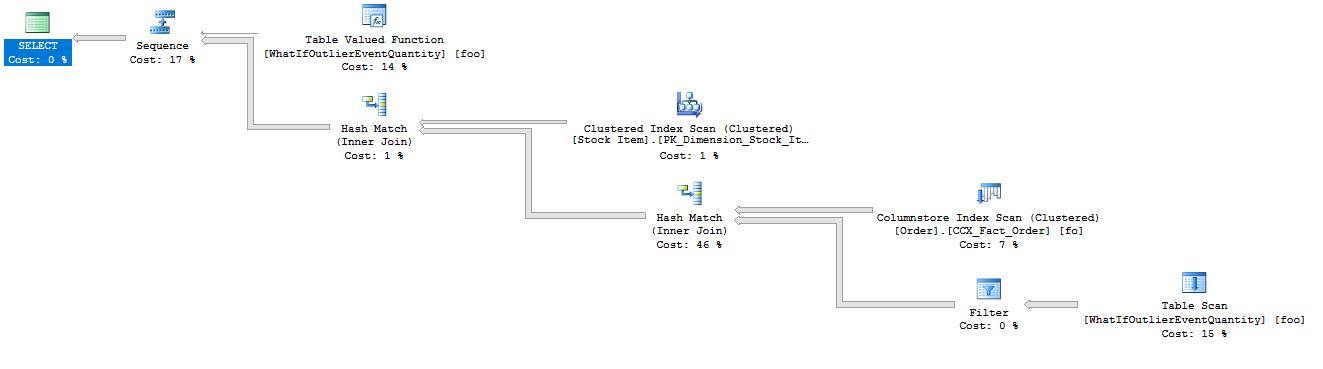 SELECT
Cost: 0 %
Sequence
Cost: 17 %
Table Valued Function
[WhatIfOutlierEventQuantity] [foo]
Cost: 14 %
Hash Match
(Inner Join)
Cost: 1 %
Clustered Index Scan (Clustered)
[Stock Item].[PK_Dimension_Stock_It…
Cost: 1 %
Hash Match
(Inner Join)
Cost: 46 %
Columnstore Index Scan (Clustered)
[Order].[CCX_Fact_Order] [fo]
Cost: 7 %
Filter
Cost: 0 %
Table Scan
[WhatIfOutlierEventQuantity] [foo]
Cost: 15 %